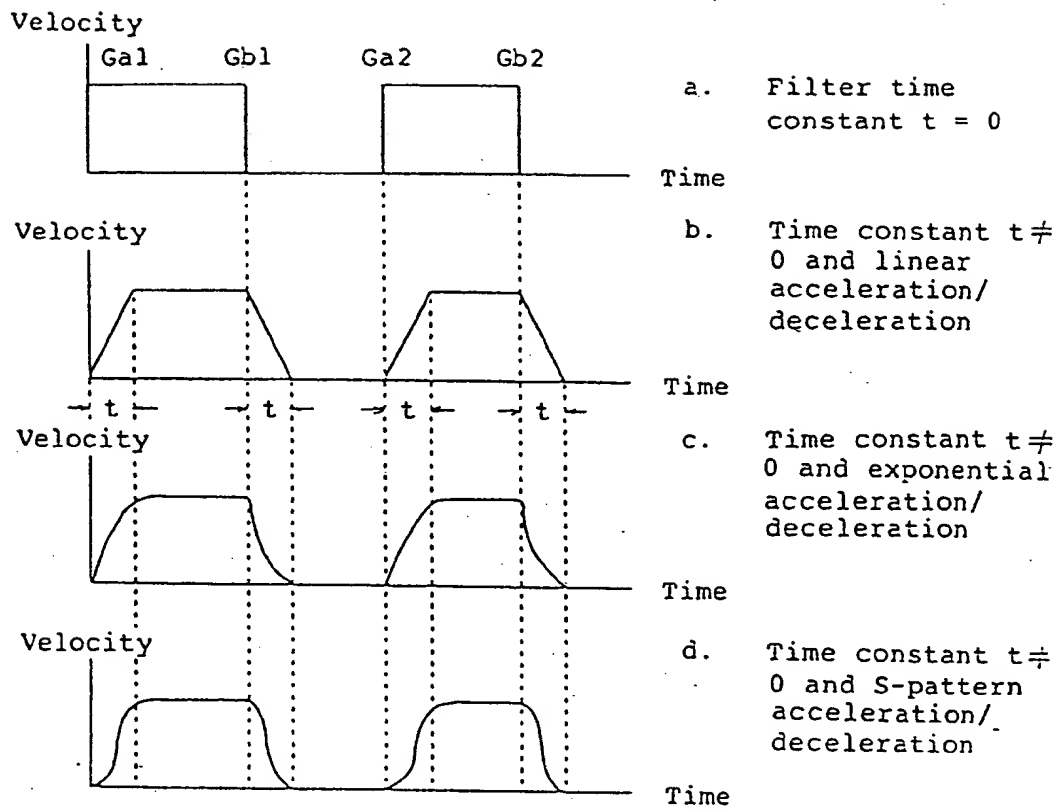 Velocity
Ga1 Gb1 Ga2 Gb2
a. Filter time
constant t = 0
Time
Velocity
b. Time constant t ≠
0 and linear
acceleration/
deceleration
Time
t t t t
Velocity
c. Time constant t ≠
0 and exponential
acceleration/
deceleration
Time
Velocity
d. Time constant t ≠
0 and S-pattern
acceleration/
deceleration
Time